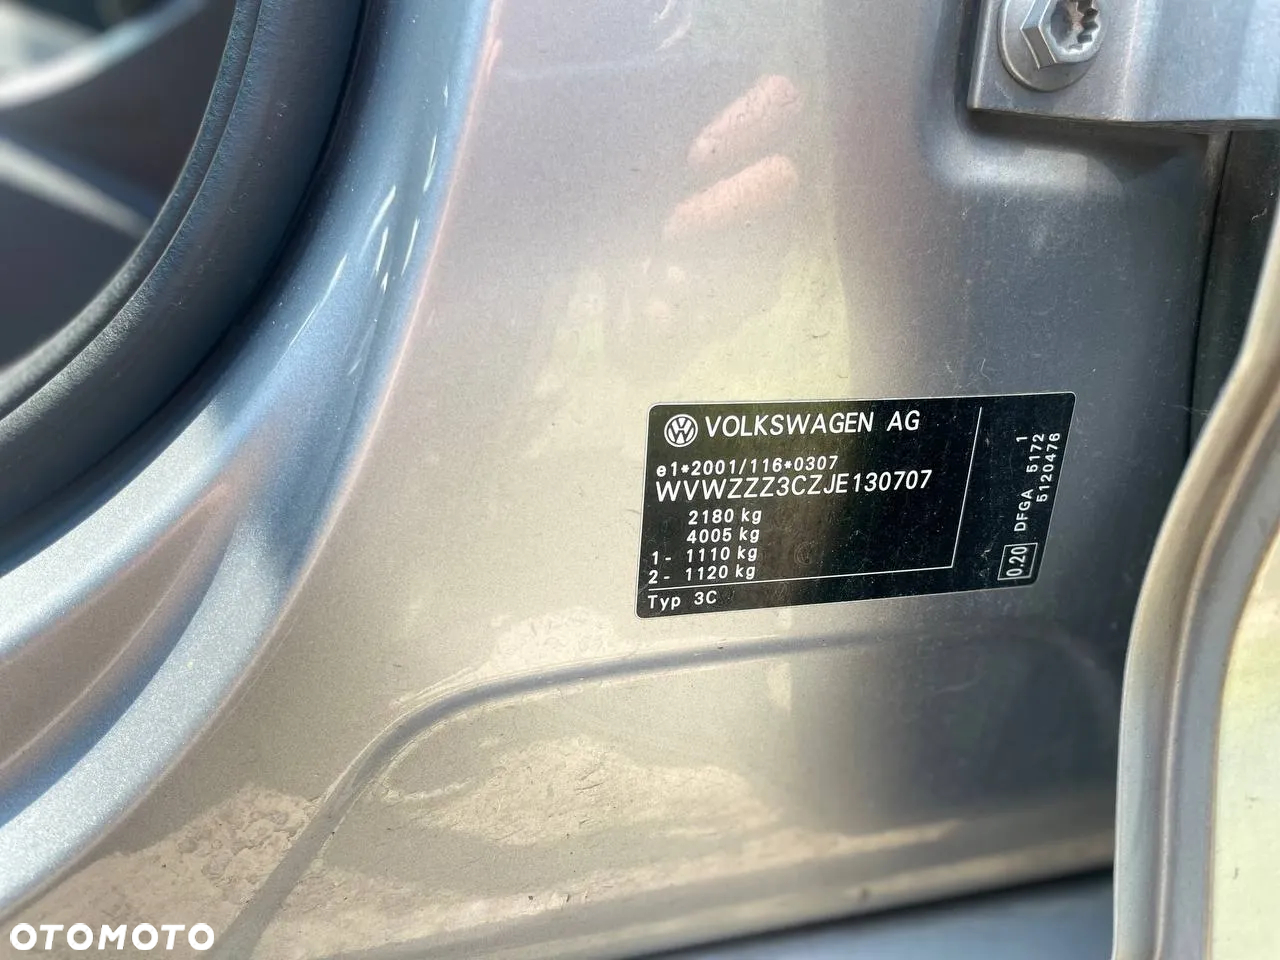 VOLKSWAGEN AG
e1*2001/116*0307
WVWZZZ3CZJE130707
2180 kg
4005 kg
1- 1110 kg
2- 1120 kg
Typ 3C
0.20 DFGA 5172 1
5120476
OTOMOTO